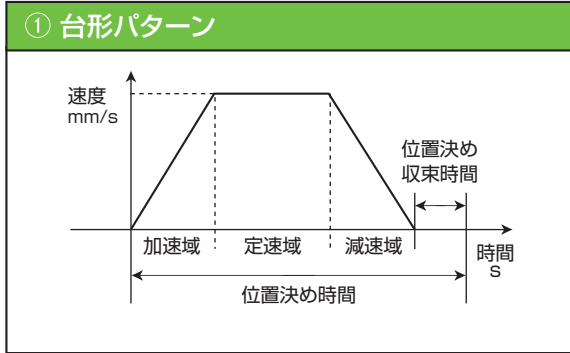 ① 台形パターン
速度
mm/s
位置決め
収束時間
加速域
定速域
減速域
時間
s
位置決め時間